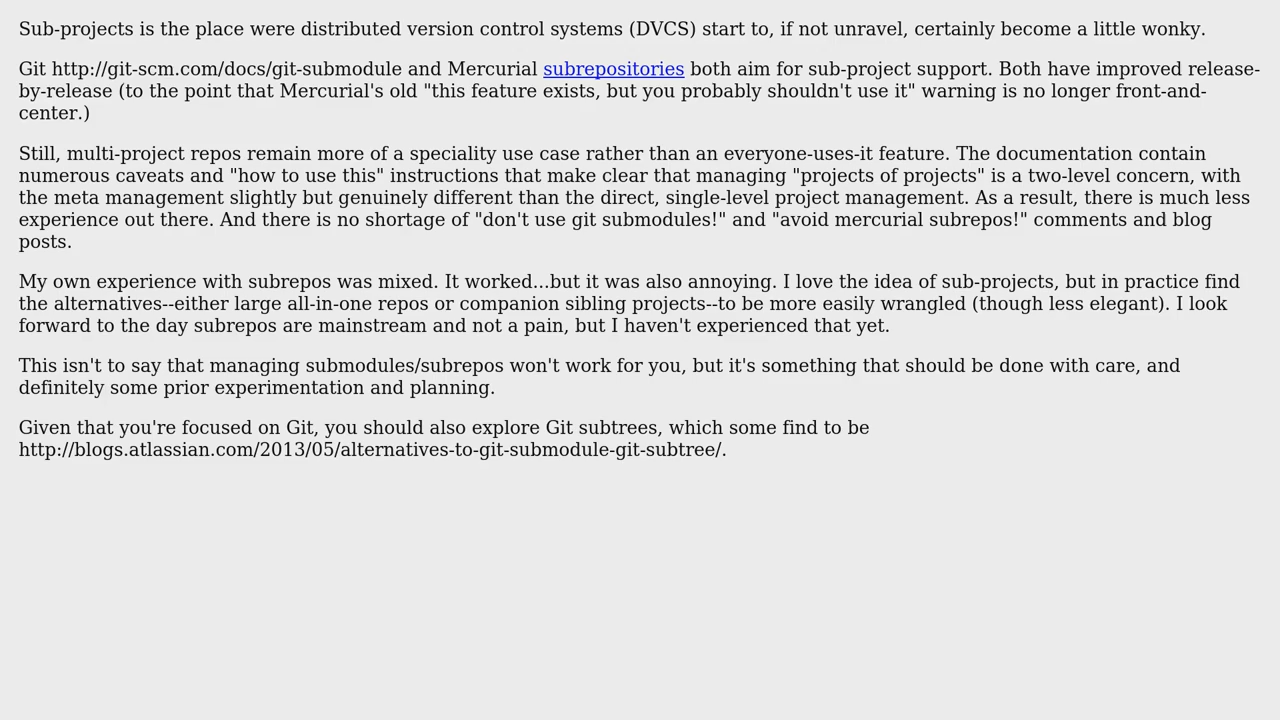 Sub-projects is the place were distributed version control systems (DVCS) start to, if not unravel, certainly become a little wonky.
Git http://git-scm.com/docs/git-submodule and Mercurial subrepositories both aim for sub-project support. Both have improved release-
by-release (to the point that Mercurial's old "this feature exists, but you probably shouldn't use it" warning is no longer front-and-
center.)
Still, multi-project repos remain more of a speciality use case rather than an everyone-uses-it feature. The documentation contain
numerous caveats and "how to use this" instructions that make clear that managing "projects of projects" is a two-level concern, with
the meta management slightly but genuinely different than the direct, single-level project management. As a result, there is much less
experience out there. And there is no shortage of "don't use git submodules!" and "avoid mercurial subrepos!" comments and blog
posts.
My own experience with subrepos was mixed. It worked...but it was also annoying. I love the idea of sub-projects, but in practice find
the alternatives--either large all-in-one repos or companion sibling projects--to be more easily wrangled (though less elegant). I look
forward to the day subrepos are mainstream and not a pain, but I haven't experienced that yet.
This isn't to say that managing submodules/subrepos won't work for you, but it's something that should be done with care, and
definitely some prior experimentation and planning.
Given that you're focused on Git, you should also explore Git subtrees, which some find to be
http://blogs.atlassian.com/2013/05/alternatives-to-git-submodule-git-subtree/.